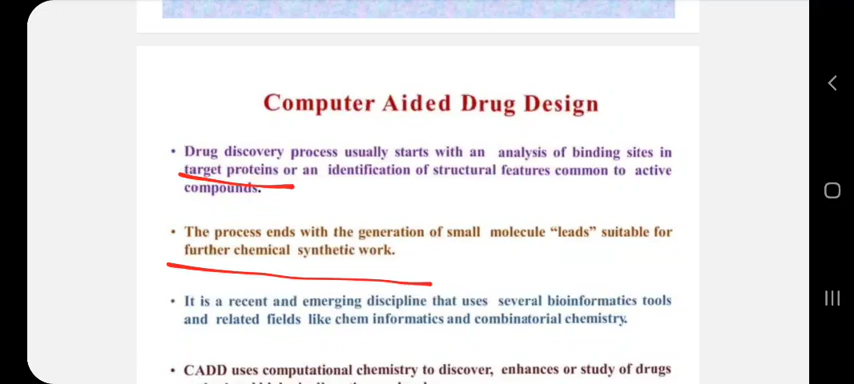 Computer Aided Drug Design
• Drug discovery process usually starts with an analysis of binding sites in
target proteins or an identification of structural features common to active
compounds.
• The process ends with the generation of small molecule “leads” suitable for
further chemical synthetic work.
• It is a recent and emerging discipline that uses several bioinformatics tools
and related fields like chem informatics and combinatorial chemistry.
• CADD uses computational chemistry to discover, enhances or study of drugs